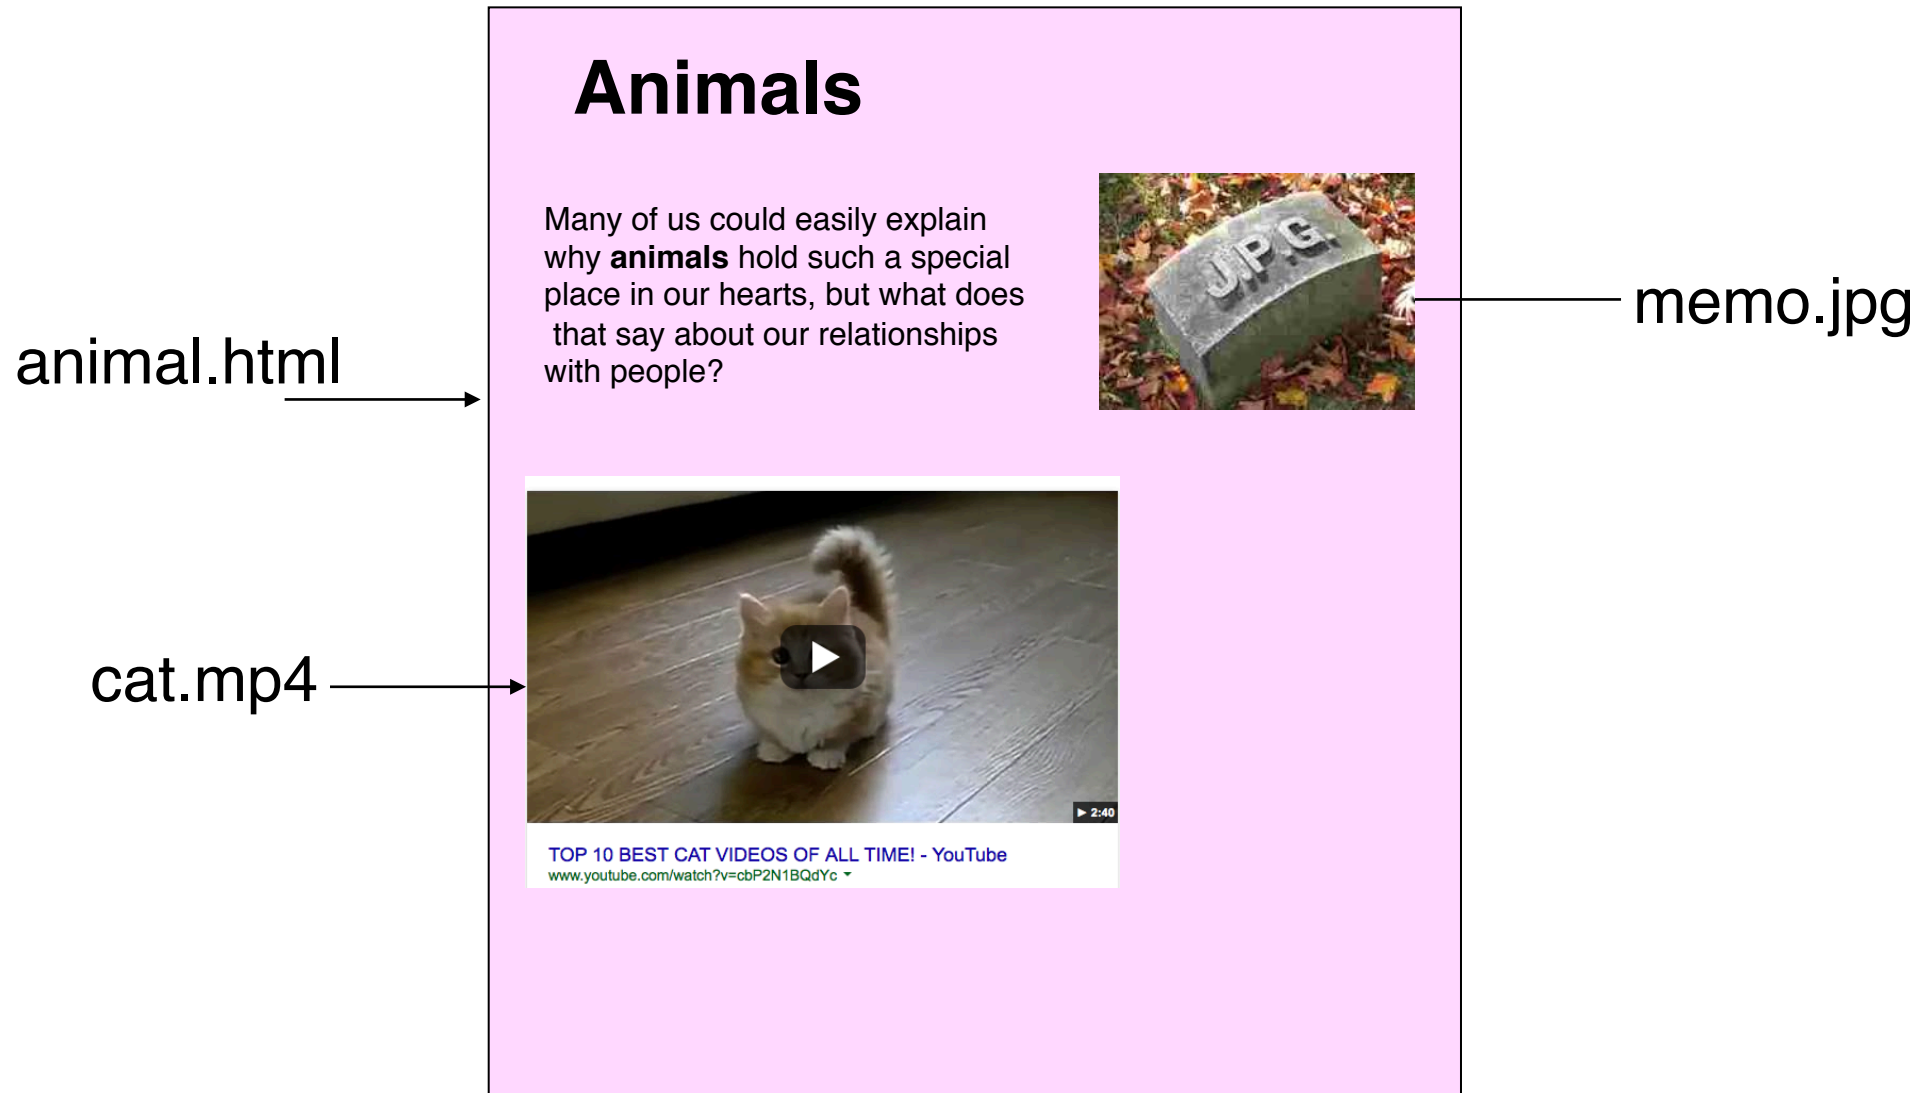 Animals
Many of us could easily explain
why animals hold such a special
place in our hearts, but what does
that say about our relationships
with people?
J.P.G.
memo.jpg
animal.html
cat.mp4
2:40
TOP 10 BEST CAT VIDEOS OF ALL TIME! - YouTube
www.youtube.com/watch?v=cbP2N1BQdYc